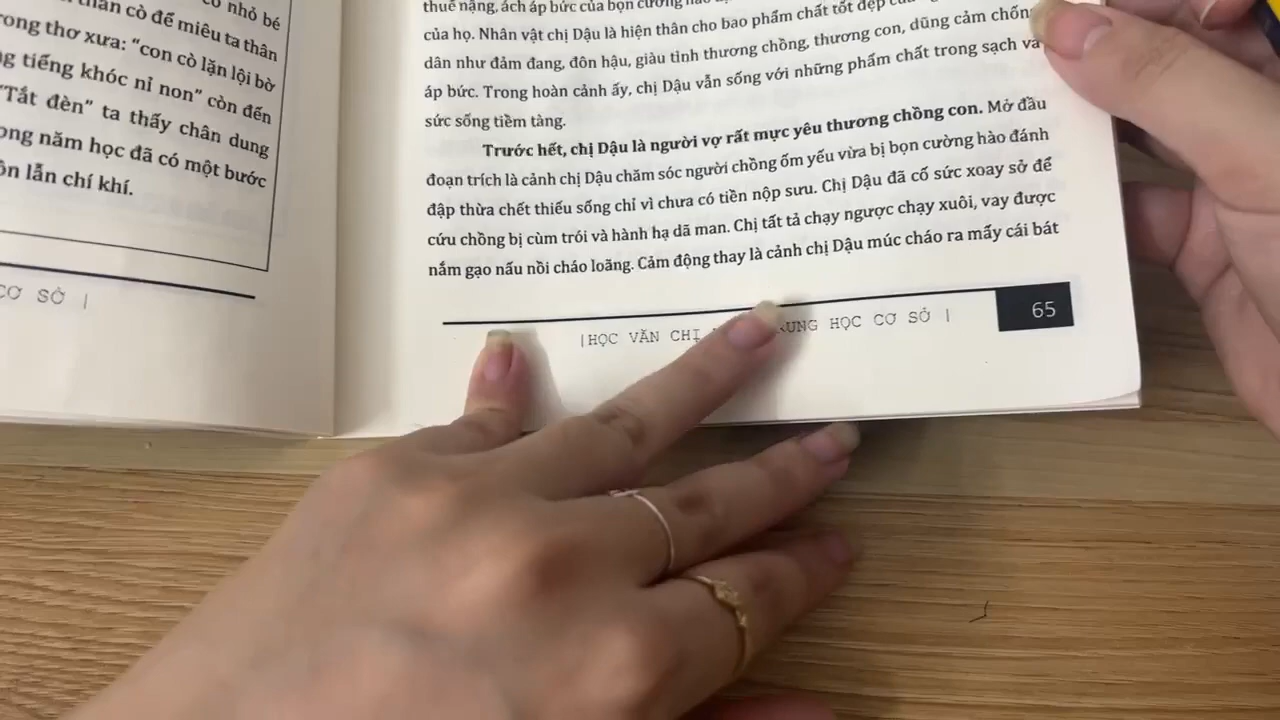 nhỏ bé
cò để miêu tả thân
trong thơ xưa: “con cò lặn lội bờ
tiếng khóc nỉ non” còn đến
“Tắt đèn” ta thấy chân dung
năm học đã có một bước
lẫn chí khí.
CƠ SỞ |
thuế nặng, ách áp bức của bọn cường
của họ. Nhân vật chị Dậu là hiện thân cho bao phẩm chất tốt đẹp
dân như đảm đang, đôn hậu, giàu tình thương chồng, thương con, dũng cảm chống
áp bức. Trong hoàn cảnh ấy, chị Dậu vẫn sống với những phẩm chất trong sạch và
sức sống tiềm tàng.
Trước hết, chị Dậu là người vợ rất mực yêu thương chồng con. Mở đầu
đoạn trích là cảnh chị Dậu chăm sóc người chồng ốm yếu vừa bị bọn cường hào đánh
đập thừa chết thiếu sống chỉ vì chưa có tiền nộp sưu. Chị Dậu đã cố sức xoay sở để
cứu chồng bị cùm trói và hành hạ dã man. Chị tất tả chạy ngược chạy xuôi, vay được
nắm gạo nấu nồi cháo loãng. Cảm động thay là cảnh chị Dậu múc cháo ra mấy cái bát
|HỌC VĂN CHỊ HỌC CƠ SỞ |
65